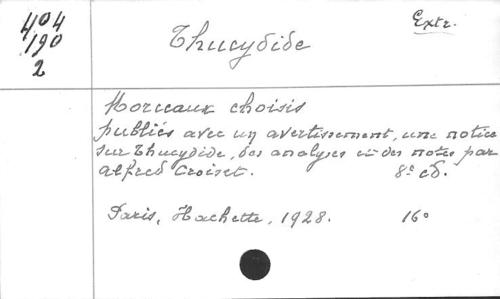 404
190
2
Extr.
Thucydide
Morceaux choisis
publiés avec un avertissement, une notice
sur Thucydide, des analyses et des notes par
Alfred Croiset. 8e éd.
Paris, Hachette, 1928. 16°